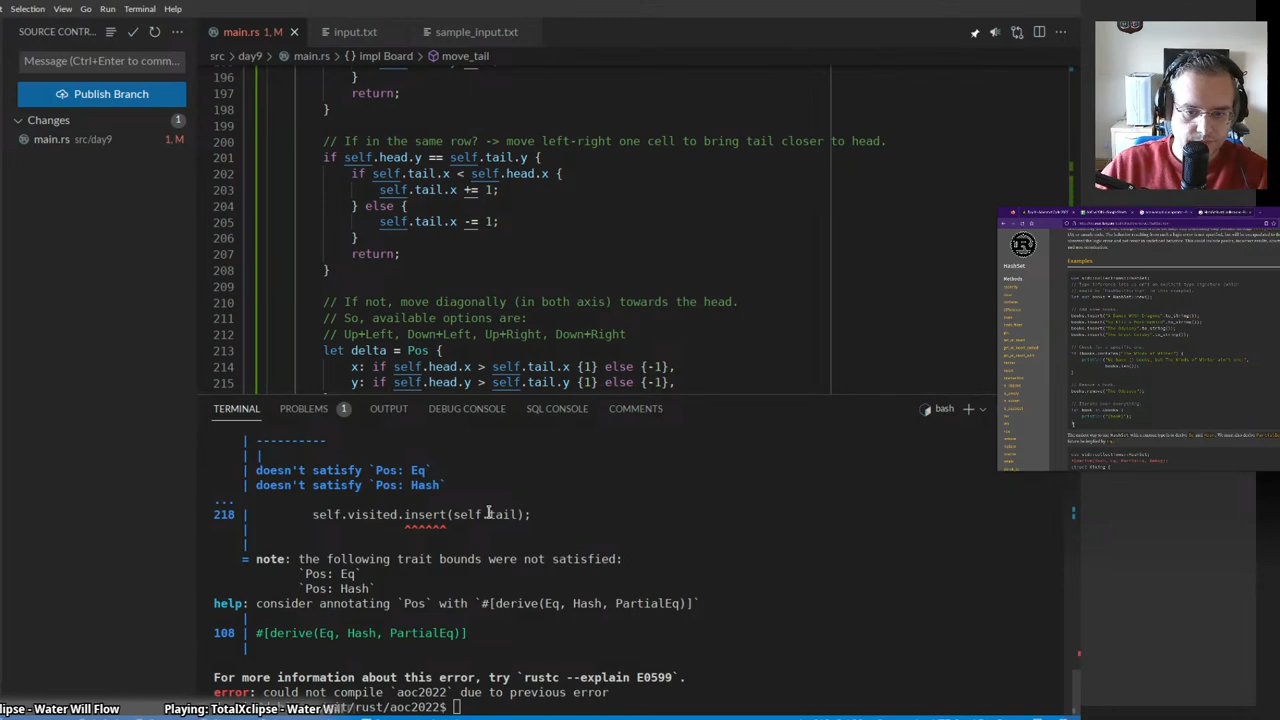 Selection View Go Run Terminal Help
SOURCE CONTR...
main.rs 1, M
input.txt
sample_input.txt
src > day9 > main.rs > {} impl Board > move_tail
Message (Ctrl+Enter to comm...
Publish Branch
Changes 1
main.rs src/day9 1, M
196 }
197 return;
198 }
199
200 // If in the same row? -> move left-right one cell to bring tail closer to head.
201 if self.head.y == self.tail.y {
202 if self.tail.x < self.head.x {
203 self.tail.x += 1;
204 } else {
205 self.tail.x -= 1;
206 }
207 return;
208 }
209
210 // If not, move diagonally (in both axis) towards the head.
211 // So, available options are:
212 // Up+Left, Down+Left, Up+Right, Down+Right
213 let delta = Pos {
214 x: if self.head.x > self.tail.x {1} else {-1},
215 y: if self.head.y > self.tail.y {1} else {-1},
TERMINAL PROBLEMS 1 OUTPUT DEBUG CONSOLE SQL CONSOLE COMMENTS
bash
| ----------
| |
| doesn't satisfy `Pos: Eq`
| doesn't satisfy `Pos: Hash`
...
218 | self.visited.insert(self.tail);
| ^^^^^^
|
= note: the following trait bounds were not satisfied:
`Pos: Eq`
`Pos: Hash`
help: consider annotating `Pos` with `#[derive(Eq, Hash, PartialEq)]`
|
108 | #[derive(Eq, Hash, PartialEq)]
|
For more information about this error, try `rustc --explain E0599`.
error: could not compile `aoc2022` due to previous error
/rust/aoc2022$
lipse - Water Will Flow
Playing: TotalXclipse - Water W
HashSet
Methods
Examples